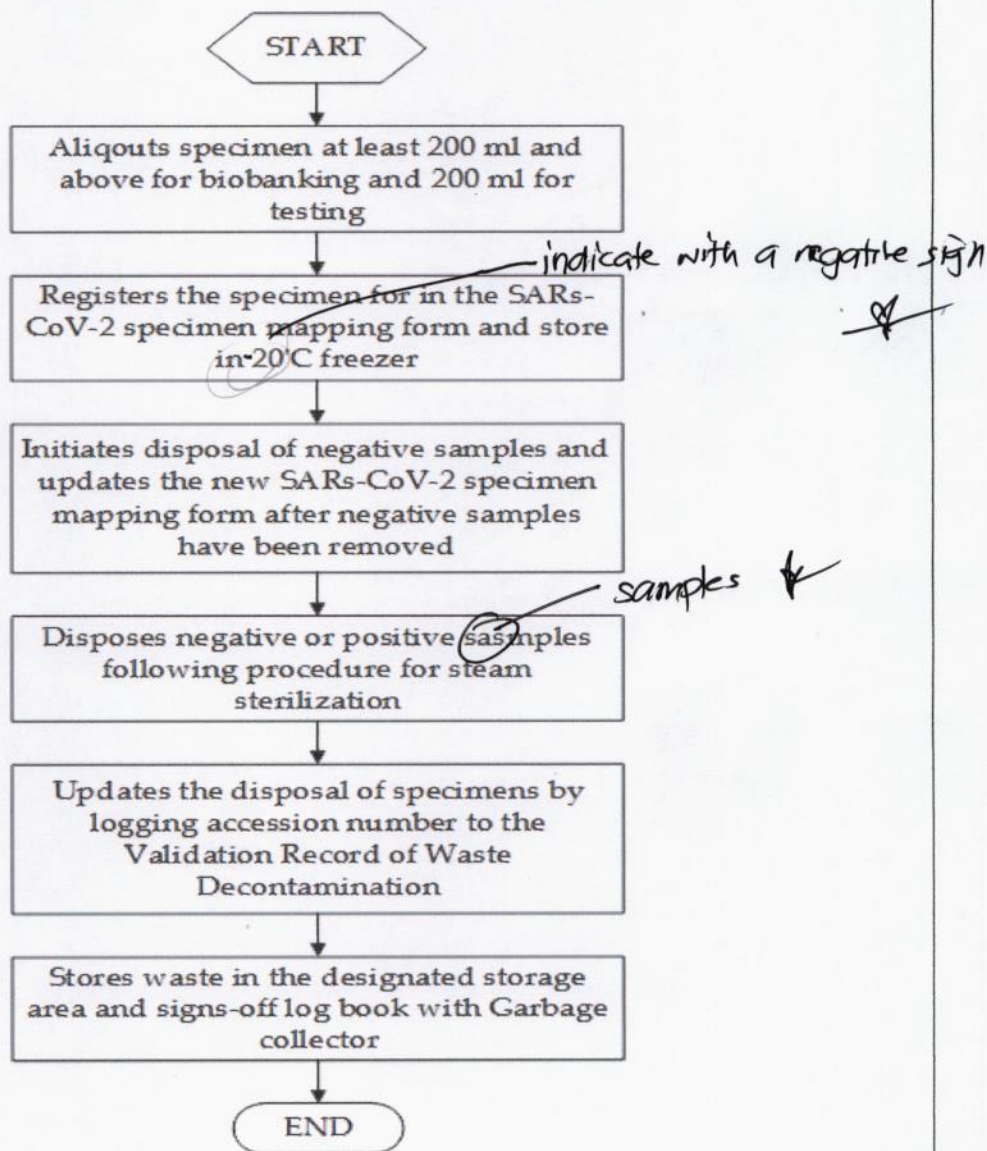 START
Aliqouts specimen at least 200 ml and
above for biobanking and 200 ml for
testing
indicate with a negative sign
Registers the specimen for in the SARs-
CoV-2 specimen mapping form and store
in-20°C freezer
Initiates disposal of negative samples and
updates the new SARs-CoV-2 specimen
mapping form after negative samples
have been removed
samples
Disposes negative or positive sasmples
following procedure for steam
sterilization
Updates the disposal of specimens by
logging accession number to the
Validation Record of Waste
Decontamination
Stores waste in the designated storage
area and signs-off log book with Garbage
collector
END